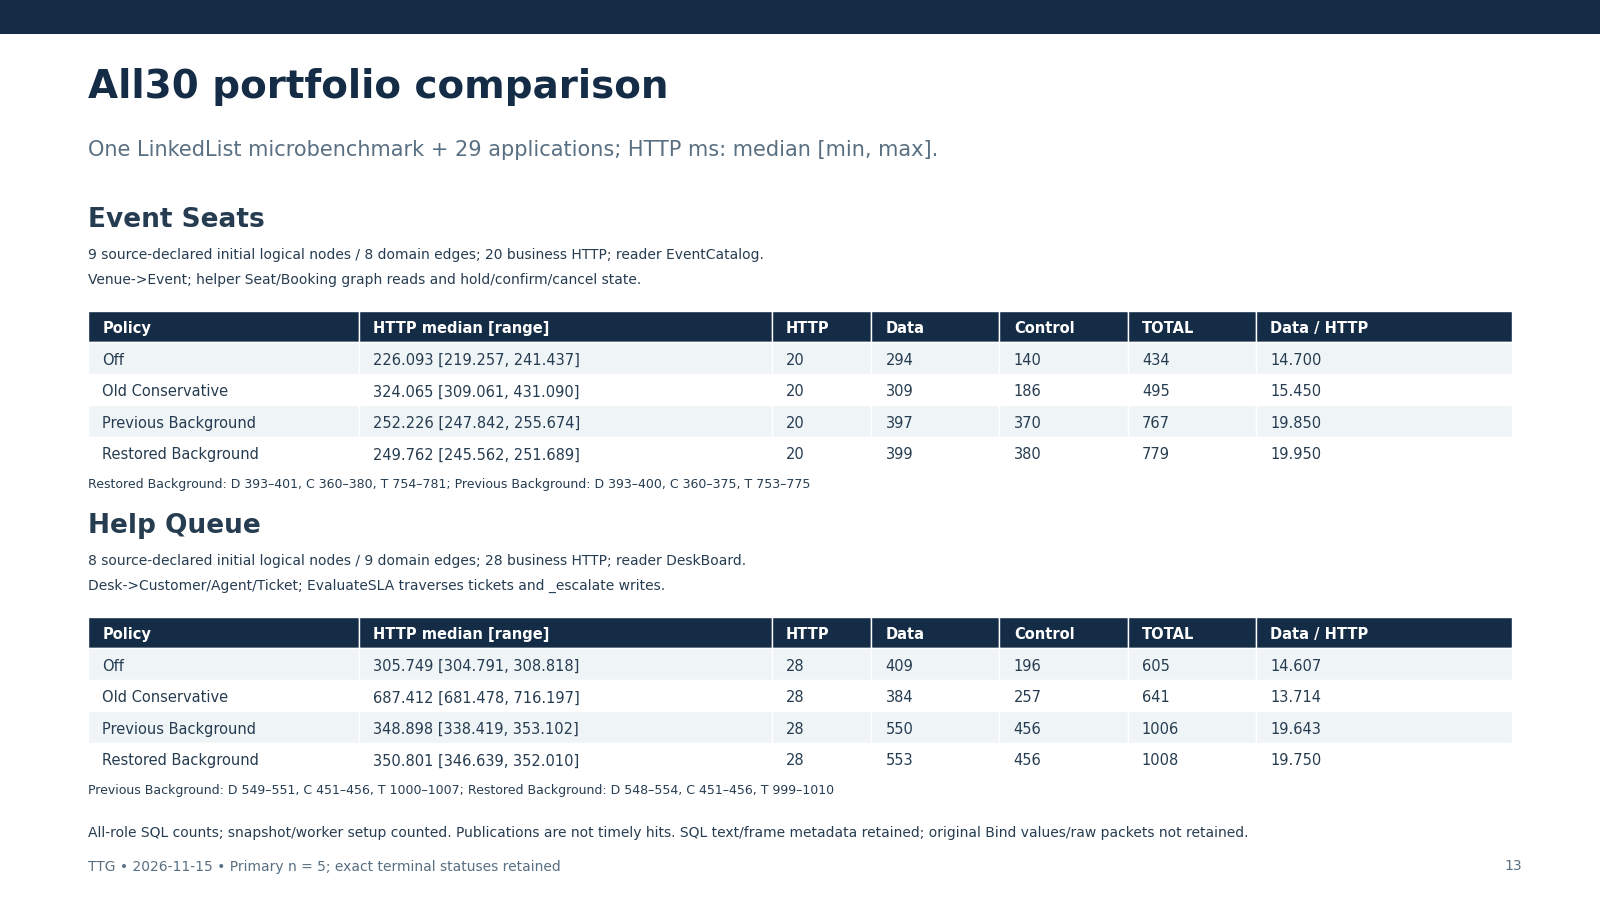 All30 portfolio comparison
One LinkedList microbenchmark + 29 applications; HTTP ms: median [min, max].
Event Seats
9 source-declared initial logical nodes / 8 domain edges; 20 business HTTP; reader EventCatalog.
Venue->Event; helper Seat/Booking graph reads and hold/confirm/cancel state.
Policy HTTP median [range] HTTP Data Control TOTAL Data / HTTP
Off 226.093 [219.257, 241.437] 20 294 140 434 14.700
Old Conservative 324.065 [309.061, 431.090] 20 309 186 495 15.450
Previous Background 252.226 [247.842, 255.674] 20 397 370 767 19.850
Restored Background 249.762 [245.562, 251.689] 20 399 380 779 19.950
Restored Background: D 393–401, C 360–380, T 754–781; Previous Background: D 393–400, C 360–375, T 753–775
Help Queue
8 source-declared initial logical nodes / 9 domain edges; 28 business HTTP; reader DeskBoard.
Desk->Customer/Agent/Ticket; EvaluateSLA traverses tickets and _escalate writes.
Policy HTTP median [range] HTTP Data Control TOTAL Data / HTTP
Off 305.749 [304.791, 308.818] 28 409 196 605 14.607
Old Conservative 687.412 [681.478, 716.197] 28 384 257 641 13.714
Previous Background 348.898 [338.419, 353.102] 28 550 456 1006 19.643
Restored Background 350.801 [346.639, 352.010] 28 553 456 1008 19.750
Previous Background: D 549–551, C 451–456, T 1000–1007; Restored Background: D 548–554, C 451–456, T 999–1010
All-role SQL counts; snapshot/worker setup counted. Publications are not timely hits. SQL text/frame metadata retained; original Bind values/raw packets not retained.
TTG • 2026-11-15 • Primary n = 5; exact terminal statuses retained
13